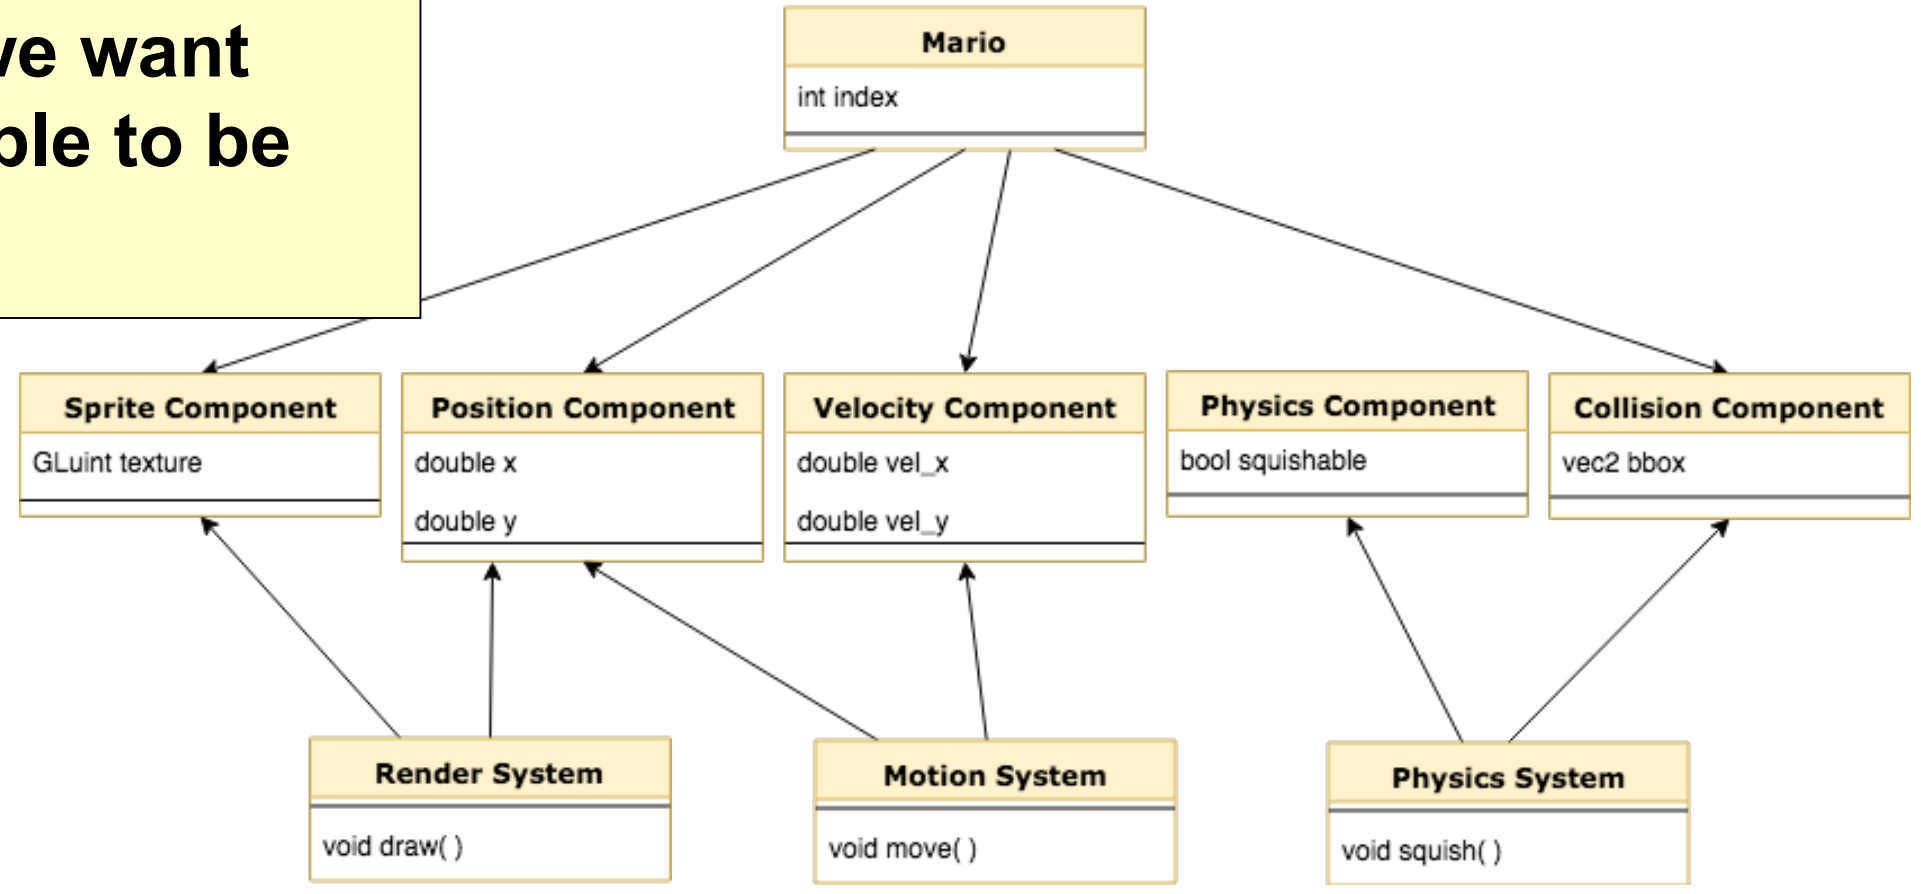 want
to be
Mario
int index
Sprite Component
GLuint texture
Position Component
double x
double y
Velocity Component
double vel_x
double vel_y
Physics Component
bool squishable
Collision Component
vec2 bbox
Render System
void draw( )
Motion System
void move( )
Physics System
void squish( )